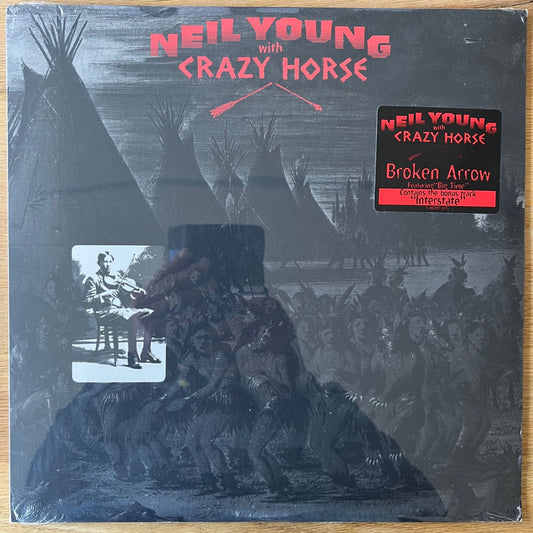 NEIL YOUNG
with
CRAZY HORSE
NEIL YOUNG
with
CRAZY HORSE
Broken Arrow
Featuring "Big Time"
Contains the bonus track
"Interstate"